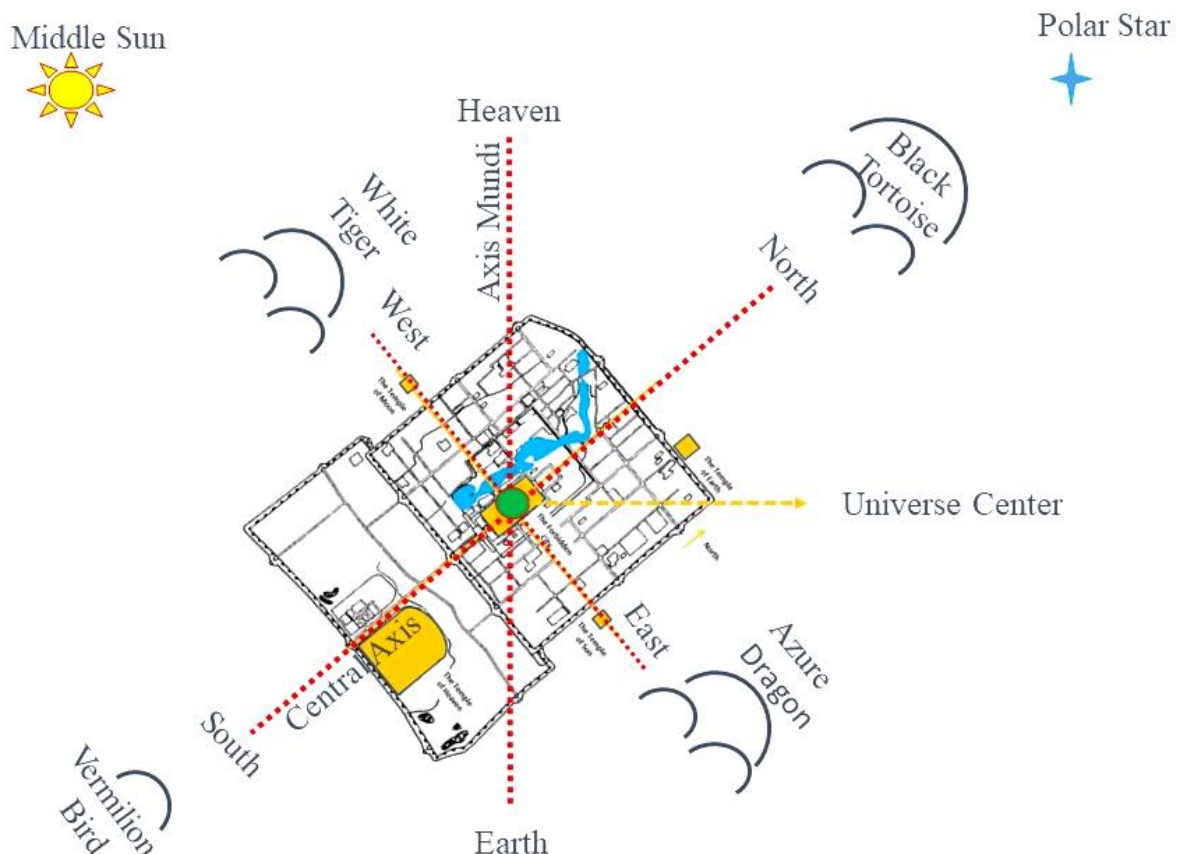 Middle Sun
Polar Star
Heaven
Axis Mundi
Black
Tortoise
White
Tiger
North
West
The Temple
of Moon
The Temple
of Earth
Universe Center
The Forbidden
City
North
East
The Temple
of Sun
Azure
Dragon
Central Axis
The Temple
of Heaven
South
Vermilion
Bird
Earth